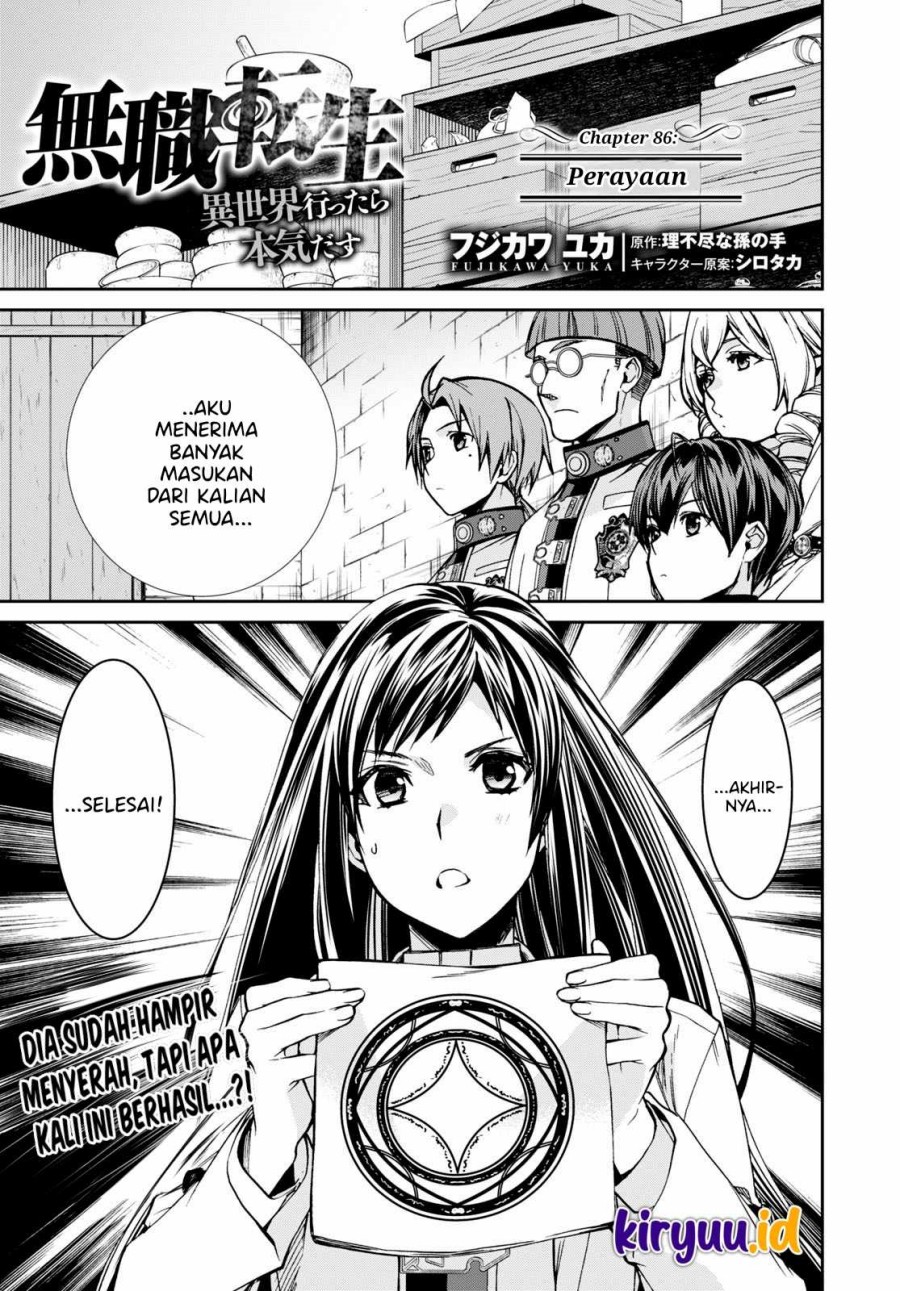 無職転生
異世界行ったら
本気だす
Chapter 86:
Perayaan
フジカワ ユカ
FUJIKAWA YUKA
原作:理不尽な孫の手
キャラクター原案:シロタカ
..AKU
MENERIMA
BANYAK
MASUKAN
DARI KALIAN
SEMUA...
...AKHIR-
NYA...
...SELESAI!
DIA SUDAH HAMPIR
MENYERAH, TAPI APA
KALI INI BERHASIL...?!
kiryuu.id